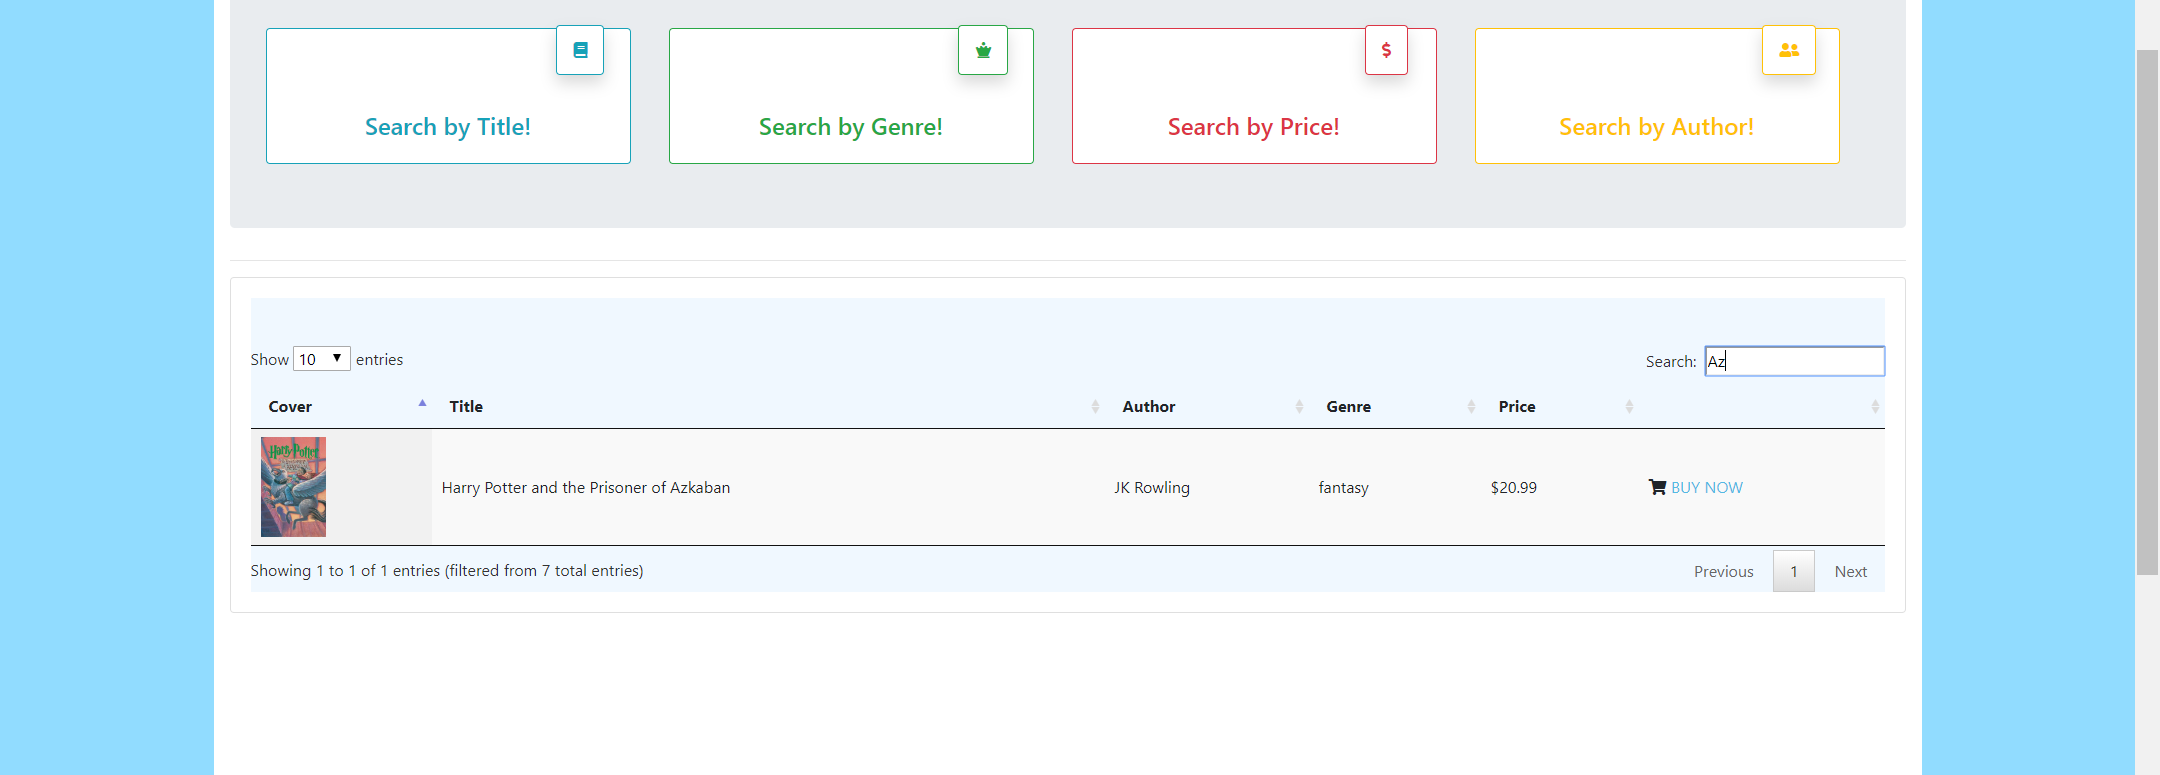 Search by Title!
Search by Genre!
Search by Price!
Search by Author!
Show 10 entries
Search: Az
Cover Title Author Genre Price
Harry Potter
Harry Potter and the Prisoner of Azkaban JK Rowling fantasy $20.99 BUY NOW
Showing 1 to 1 of 1 entries (filtered from 7 total entries)
Previous 1 Next